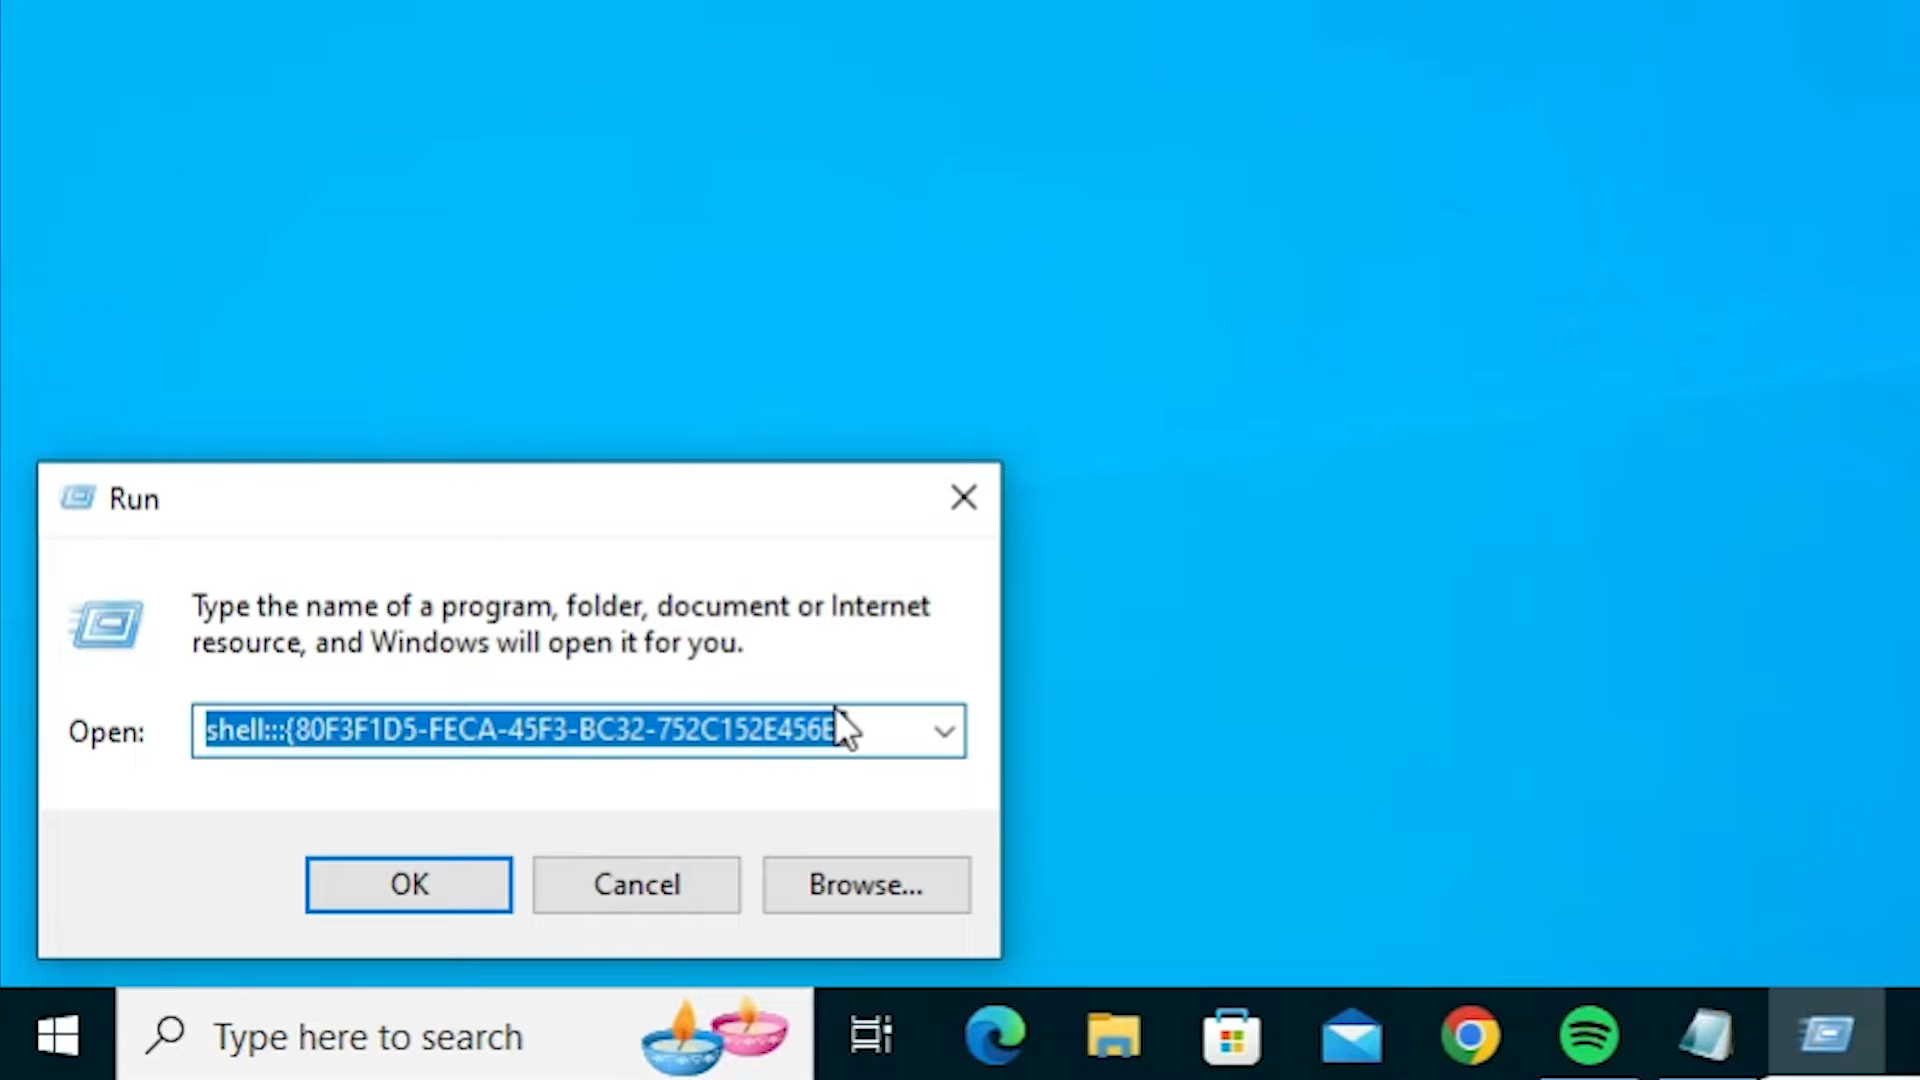 Run
Type the name of a program, folder, document or Internet
resource, and Windows will open it for you.
Open:
shell:::{80F3F1D5-FECA-45F3-BC32-752C152E456E
OK
Cancel
Browse...
Type here to search